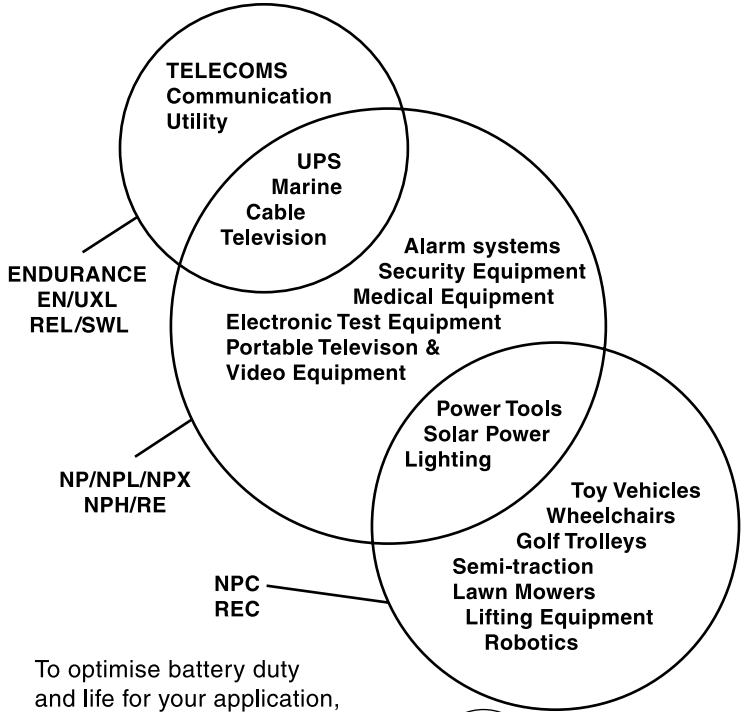 TELECOMS
Communication
Utility
UPS
Marine
Cable
Television
ENDURANCE
EN/UXL
REL/SWL
Alarm systems
Security Equipment
Medical Equipment
Electronic Test Equipment
Portable Televison &
Video Equipment
Power Tools
Solar Power
Lighting
NP/NPL/NPX
NPH/RE
Toy Vehicles
Wheelchairs
Golf Trolleys
Semi-traction
Lawn Mowers
Lifting Equipment
Robotics
NPC
REC
To optimise battery duty
and life for your application,